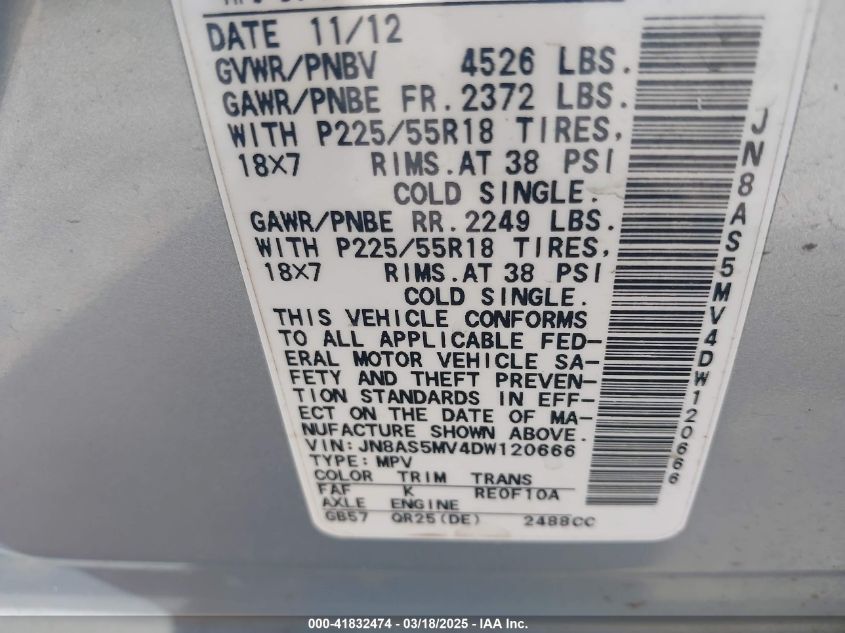 DATE 11/12
GVWR/PNBV 4526 LBS.
GAWR/PNBE FR. 2372 LBS.
WITH P225/55R18 TIRES,
18X7 RIMS. AT 38 PSI
COLD SINGLE.
GAWR/PNBE RR. 2249 LBS.
WITH P225/55R18 TIRES,
18X7 RIMS. AT 38 PSI
COLD SINGLE.
THIS VEHICLE CONFORMS
TO ALL APPLICABLE FED-
ERAL MOTOR VEHICLE SA-
FETY AND THEFT PREVEN-
TION STANDARDS IN EFF-
ECT ON THE DATE OF MA-
NUFACTURE SHOWN ABOVE.
VIN: JN8AS5MV4DW120666
TYPE: MPV
COLOR TRIM TRANS
FAF K RE0F10A
AXLE ENGINE
GB57 QR25(DE) 2488CC
JN8AS5MV4DW120666
000-41832474 — 03/18/2025 — IAA Inc.